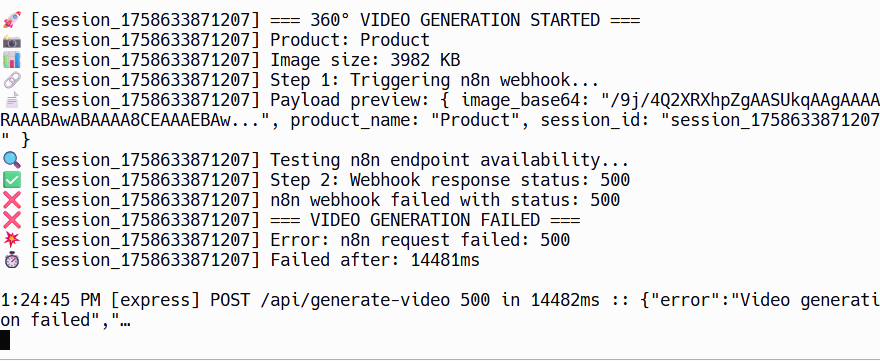 🚀 [session_1758633871207] === 360° VIDEO GENERATION STARTED ===
📷 [session_1758633871207] Product: Product
📊 [session_1758633871207] Image size: 3982 KB
🔗 [session_1758633871207] Step 1: Triggering n8n webhook...
📄 [session_1758633871207] Payload preview: { image_base64: "/9j/4Q2XRXhpZgAASUkqAAgAAAA
RAAABAwABAAAA8CEAAAEBAw...", product_name: "Product", session_id: "session_1758633871207
" }
🔍 [session_1758633871207] Testing n8n endpoint availability...
✅ [session_1758633871207] Step 2: Webhook response status: 500
❌ [session_1758633871207] n8n webhook failed with status: 500
❌ [session_1758633871207] === VIDEO GENERATION FAILED ===
💥 [session_1758633871207] Error: n8n request failed: 500
⏱️ [session_1758633871207] Failed after: 14481ms
1:24:45 PM [express] POST /api/generate-video 500 in 14482ms :: {"error":"Video generati
on failed","…